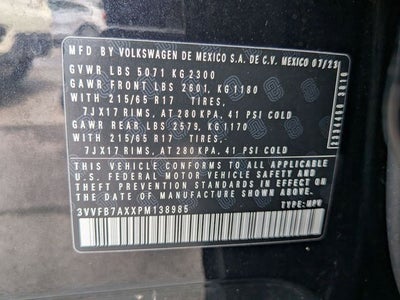 MFD. BY VOLKSWAGEN DE MEXICO S.A. DE C.V. MEXICO 07/23
GVWR LBS 5071 KG 2300
GAWR FRONT LBS 2601, KG 1180
WITH 215/65 R17 TIRES,
7JX17 RIMS, AT 280 KPA, 41 PSI COLD
GAWR REAR LBS 2579, KG 1170
WITH 215/65 R17 TIRES,
7JX17 RIMS, AT 280 KPA, 41 PSI COLD
THIS VEHICLE CONFORMS TO ALL APPLICABLE
U.S. FEDERAL MOTOR VEHICLE SAFETY AND
THEFT PREVENTION STANDARDS IN EFFECT ON
THE DATE OF MANUFACTURE SHOWN ABOVE.
3VVFB7AXXPM138985
TYPE: MPV